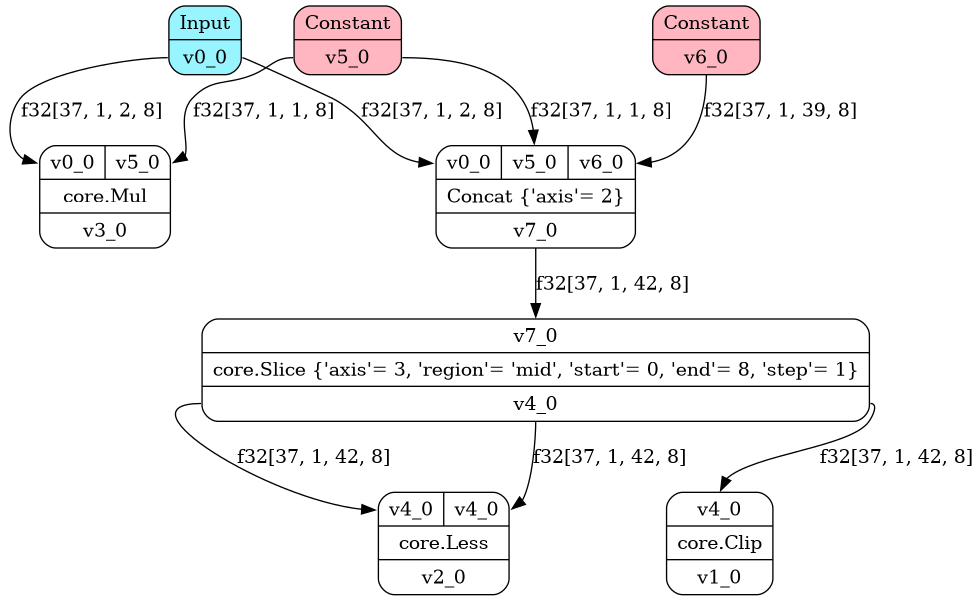 Input
v0_0
Constant
v5_0
Constant
v6_0
f32[37, 1, 2, 8]
f32[37, 1, 1, 8]
f32[37, 1, 2, 8]
f32[37, 1, 1, 8]
f32[37, 1, 39, 8]
v0_0 v5_0
core.Mul
v3_0
v0_0 v5_0 v6_0
Concat {'axis'= 2}
v7_0
f32[37, 1, 42, 8]
v7_0
core.Slice {'axis'= 3, 'region'= 'mid', 'start'= 0, 'end'= 8, 'step'= 1}
v4_0
f32[37, 1, 42, 8]
f32[37, 1, 42, 8]
f32[37, 1, 42, 8]
v4_0 v4_0
core.Less
v2_0
v4_0
core.Clip
v1_0